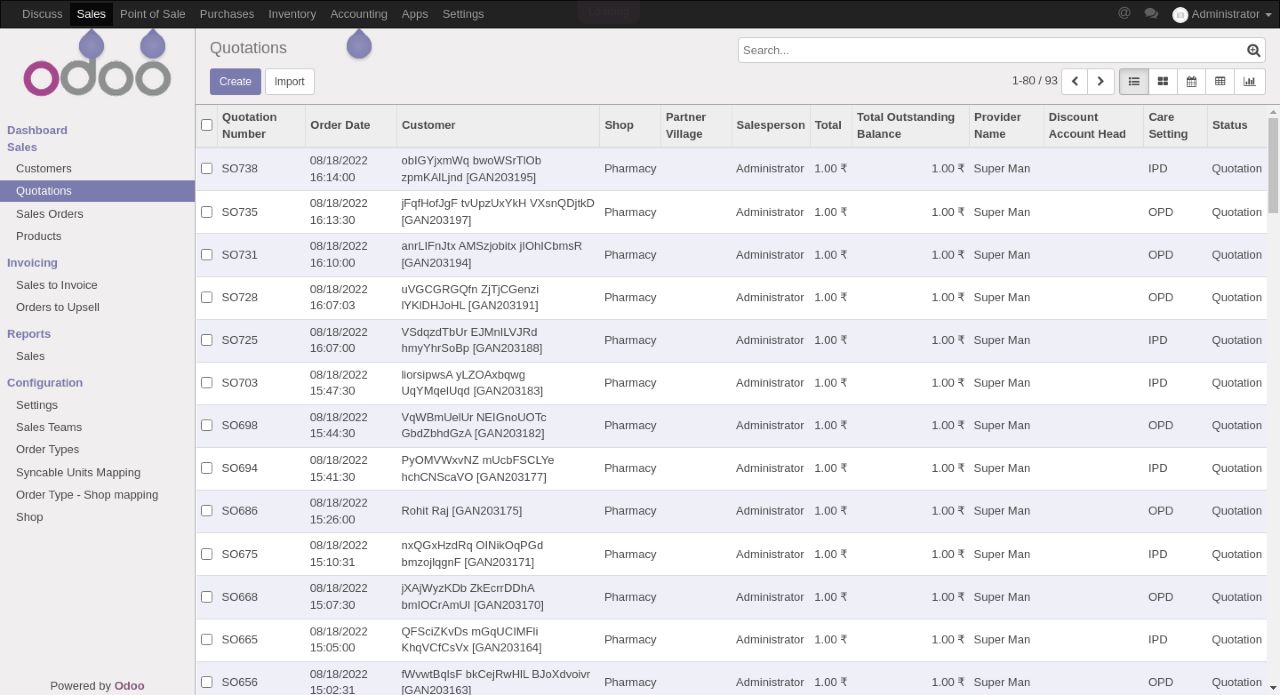 Discuss Sales Point of Sale Purchases Inventory Accounting Apps Settings Loading @ Administrator
odoo
Quotations
Search...
Create Import 1-80 / 93
Dashboard
Sales
Customers
Quotations
Sales Orders
Products
Invoicing
Sales to Invoice
Orders to Upsell
Reports
Sales
Configuration
Settings
Sales Teams
Order Types
Syncable Units Mapping
Order Type - Shop mapping
Shop
Powered by Odoo
Quotation Number Order Date Customer Shop Partner Village Salesperson Total Total Outstanding Balance Provider Name Discount Account Head Care Setting Status
SO738 08/18/2022 16:14:00 obIGYjxmWq bwoWSrTlOb zpmKAlLjnd [GAN203195] Pharmacy Administrator 1.00 ₹ 1.00 ₹ Super Man IPD Quotation
SO735 08/18/2022 16:13:30 jFqfHofJgF tvUpzUxYkH VXsnQDjtkD [GAN203197] Pharmacy Administrator 1.00 ₹ 1.00 ₹ Super Man OPD Quotation
SO731 08/18/2022 16:10:00 anrLIFnJtx AMSzjobitx jIOhICbmsR [GAN203194] Pharmacy Administrator 1.00 ₹ 1.00 ₹ Super Man OPD Quotation
SO728 08/18/2022 16:07:03 uVGCGRGQfn ZjTjCGenzi lYKlDHJoHL [GAN203191] Pharmacy Administrator 1.00 ₹ 1.00 ₹ Super Man OPD Quotation
SO725 08/18/2022 16:07:00 VSdqzdTbUr EJMnILVJRd hmyYhrSoBp [GAN203188] Pharmacy Administrator 1.00 ₹ 1.00 ₹ Super Man IPD Quotation
SO703 08/18/2022 15:47:30 liorsipwsA yLZOAxbqwg UqYMqelUqd [GAN203183] Pharmacy Administrator 1.00 ₹ 1.00 ₹ Super Man IPD Quotation
SO698 08/18/2022 15:44:30 VqWBmUelUr NEIGnoUOTc GbdZbhdGzA [GAN203182] Pharmacy Administrator 1.00 ₹ 1.00 ₹ Super Man OPD Quotation
SO694 08/18/2022 15:41:30 PyOMVWxvNZ mUcbFSCLYe hchCNScaVO [GAN203177] Pharmacy Administrator 1.00 ₹ 1.00 ₹ Super Man IPD Quotation
SO686 08/18/2022 15:26:00 Rohit Raj [GAN203175] Pharmacy Administrator 1.00 ₹ 1.00 ₹ Super Man OPD Quotation
SO675 08/18/2022 15:10:31 nxQGxHzdRq OINikOqPGd bmzojIqgnF [GAN203171] Pharmacy Administrator 1.00 ₹ 1.00 ₹ Super Man IPD Quotation
SO668 08/18/2022 15:07:30 jXAjWyzKDb ZkEcrrDDhA bmIOCrAmUI [GAN203170] Pharmacy Administrator 1.00 ₹ 1.00 ₹ Super Man OPD Quotation
SO665 08/18/2022 15:05:00 QFSciZKvDs mGqUCIMFli KhqVCfCsVx [GAN203164] Pharmacy Administrator 1.00 ₹ 1.00 ₹ Super Man IPD Quotation
SO656 08/18/2022 15:02:31 fWvwtBqIsF bkCejRwHlL BJoXdvoivr [GAN203163] Pharmacy Administrator 1.00 ₹ 1.00 ₹ Super Man OPD Quotation